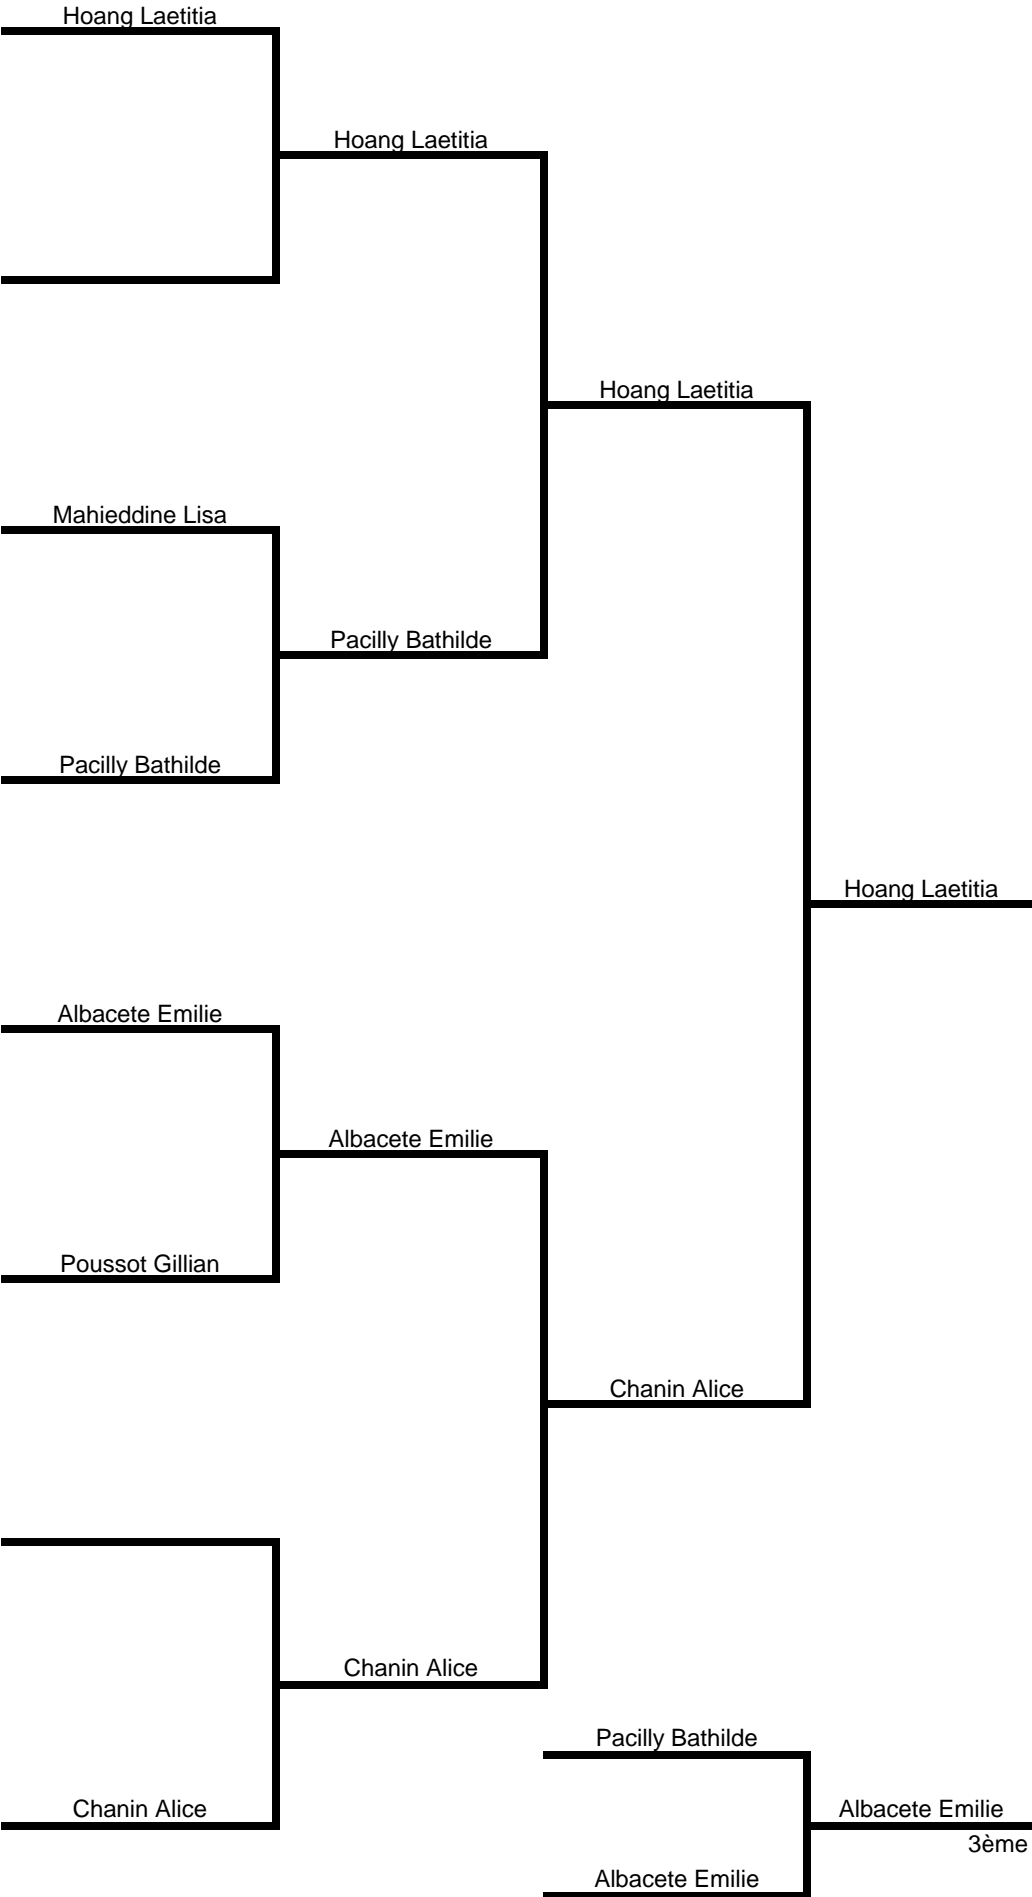 Hoang Laetitia
Hoang Laetitia
Hoang Laetitia
Mahieddine Lisa
Pacilly Bathilde
Pacilly Bathilde
Hoang Laetitia
Albacete Emilie
Albacete Emilie
Poussot Gillian
Chanin Alice
Chanin Alice
Pacilly Bathilde
Chanin Alice
Albacete Emilie
3ème
Albacete Emilie